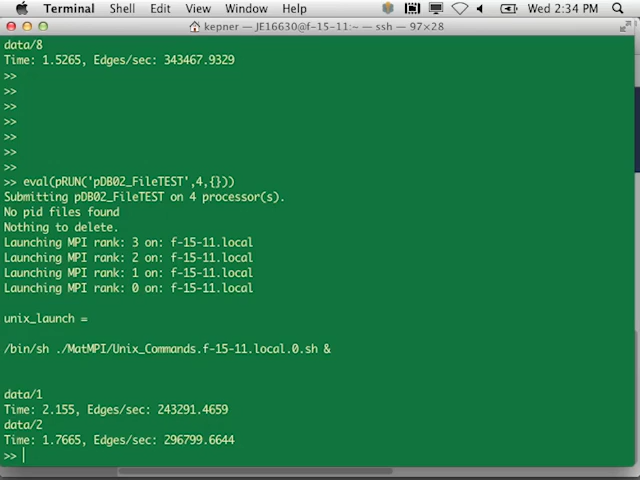 Terminal Shell Edit View Window Help Wed 2:34 PM
kepner — JE16630@f-15-11:~ — ssh — 97×28
data/8
Time: 1.5265, Edges/sec: 343467.9329
>>
>>
>>
>>
>>
>>
>>
>> eval(pRUN('pDB02_FileTEST',4,{}))
Submitting pDB02_FileTEST on 4 processor(s).
No pid files found
Nothing to delete.
Launching MPI rank: 3 on: f-15-11.local
Launching MPI rank: 2 on: f-15-11.local
Launching MPI rank: 1 on: f-15-11.local
Launching MPI rank: 0 on: f-15-11.local
unix_launch =
/bin/sh ./MatMPI/Unix_Commands.f-15-11.local.0.sh &
data/1
Time: 2.155, Edges/sec: 243291.4659
data/2
Time: 1.7665, Edges/sec: 296799.6644
>>